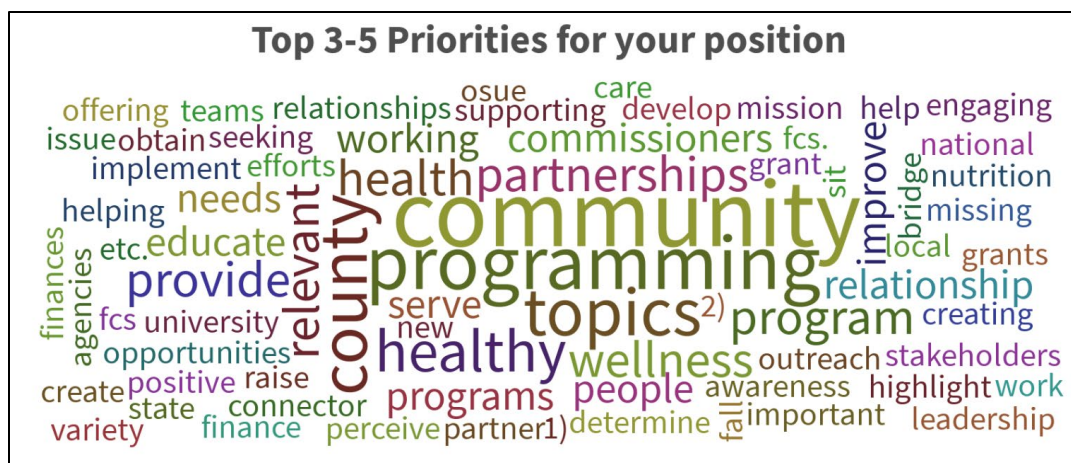 Top 3-5 Priorities for your position
osue care
offering teams relationships supporting develop mission help engaging
issue obtain seeking working commissioners fcs. national
implement efforts health partnerships grant sit improve bridge nutrition
helping needs relevant county community missing
finances agencies etc. educate programming local grants
provide relationship
fcs university serve new topics 2) program creating
opportunities healthy wellness outreach stakeholders
create positive raise programs people awareness highlight work
state connector fall important leadership
variety finance perceive partner 1) determine